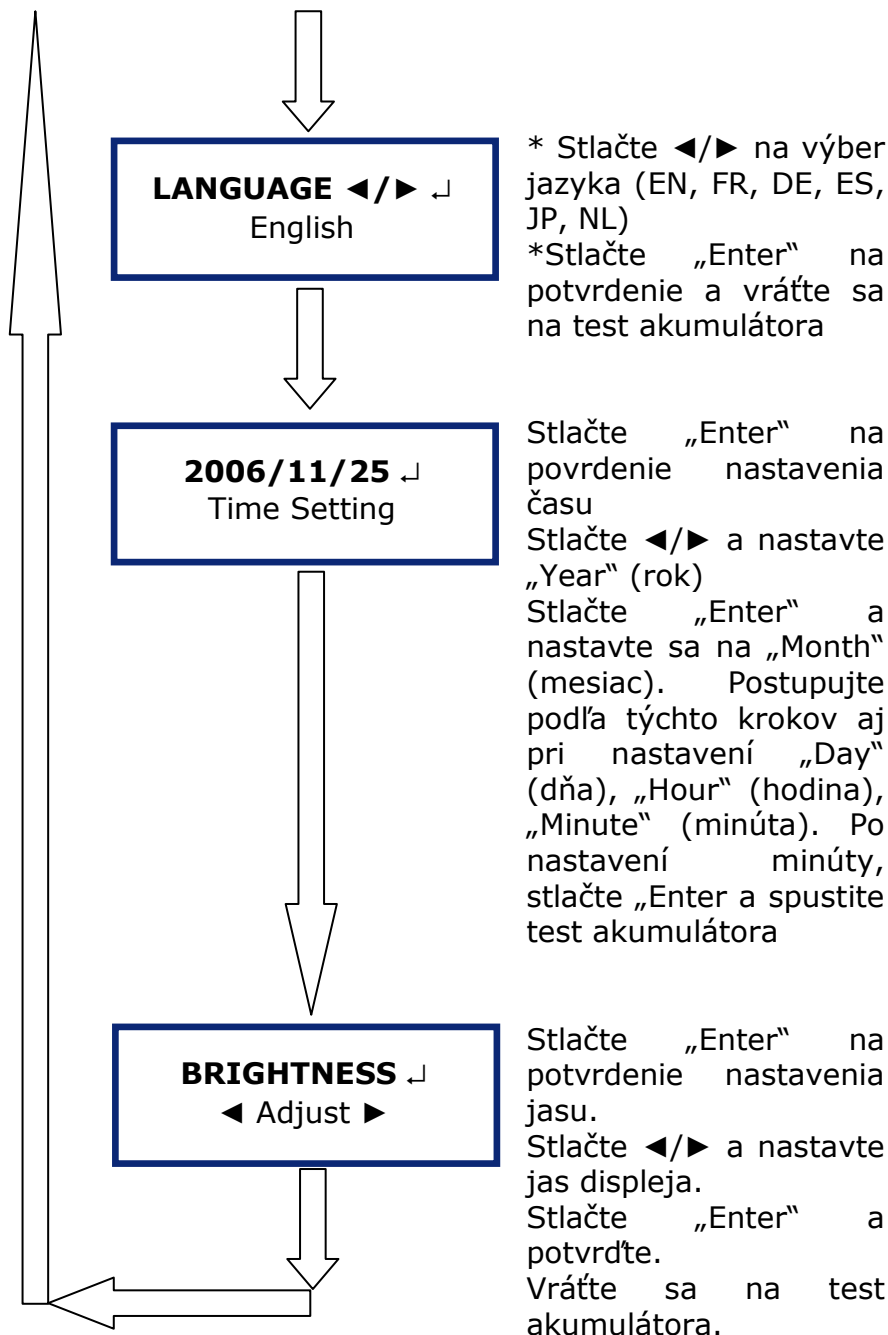 LANGUAGE ◄/► ↵
English
* Stlačte ◄/► na výber
jazyka (EN, FR, DE, ES,
JP, NL)
*Stlačte „Enter“ na
potvrdenie a vráťte sa
na test akumulátora
2006/11/25 ↵
Time Setting
Stlačte „Enter“ na
povrdenie nastavenia
času
Stlačte ◄/► a nastavte
„Year“ (rok)
Stlačte „Enter“ a
nastavte sa na „Month“
(mesiac). Postupujte
podľa týchto krokov aj
pri nastavení „Day“
(dňa), „Hour“ (hodina),
„Minute“ (minúta). Po
nastavení minúty,
stlačte „Enter a spustite
test akumulátora
BRIGHTNESS ↵
◄ Adjust ►
Stlačte „Enter“ na
potvrdenie nastavenia
jasu.
Stlačte ◄/► a nastavte
jas displeja.
Stlačte „Enter“ a
potvrďte.
Vráťte sa na test
akumulátora.